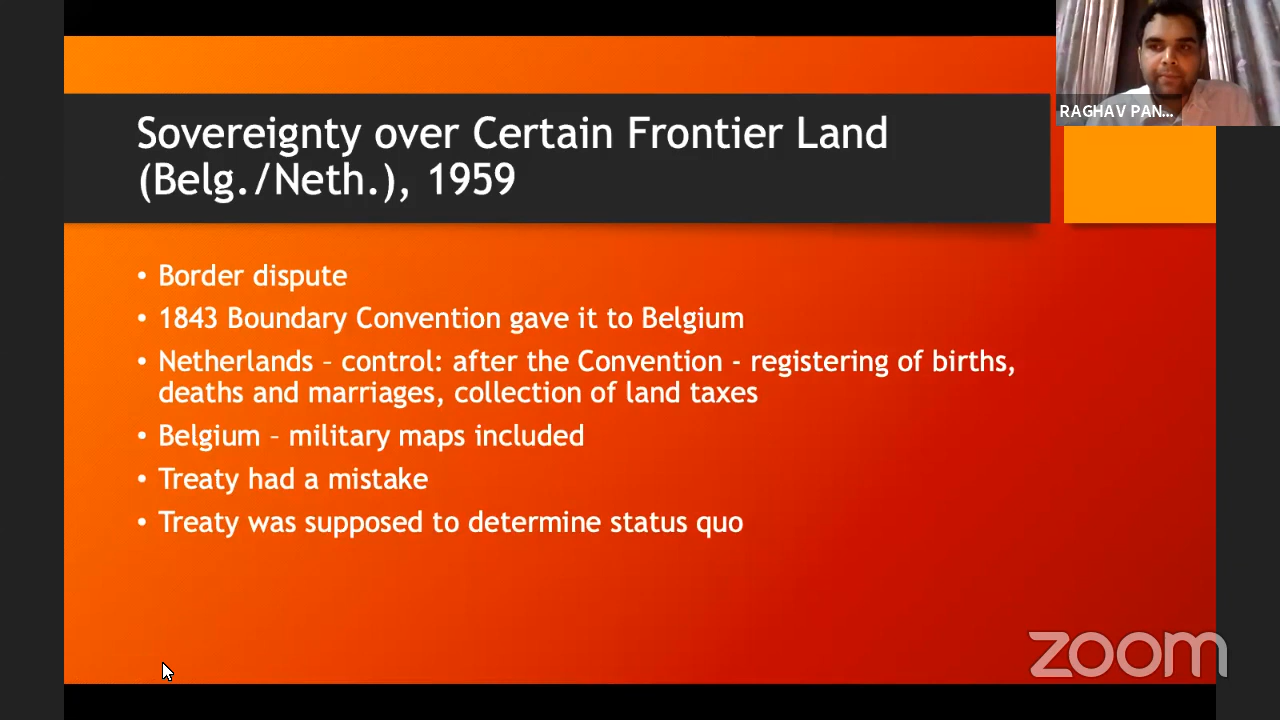 RAGHAV PAN...
Sovereignty over Certain Frontier Land
(Belg./Neth.), 1959
• Border dispute
• 1843 Boundary Convention gave it to Belgium
• Netherlands – control: after the Convention - registering of births,
deaths and marriages, collection of land taxes
• Belgium – military maps included
• Treaty had a mistake
• Treaty was supposed to determine status quo
zoom